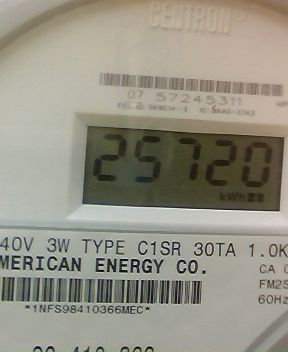 CENTRON
07 57245311
25720
kWh
40V 3W TYPE C1SR 30TA 1.0K
MERICAN ENERGY CO.
CA 0
FM2S
60Hz
*1NFS98410366MEC*